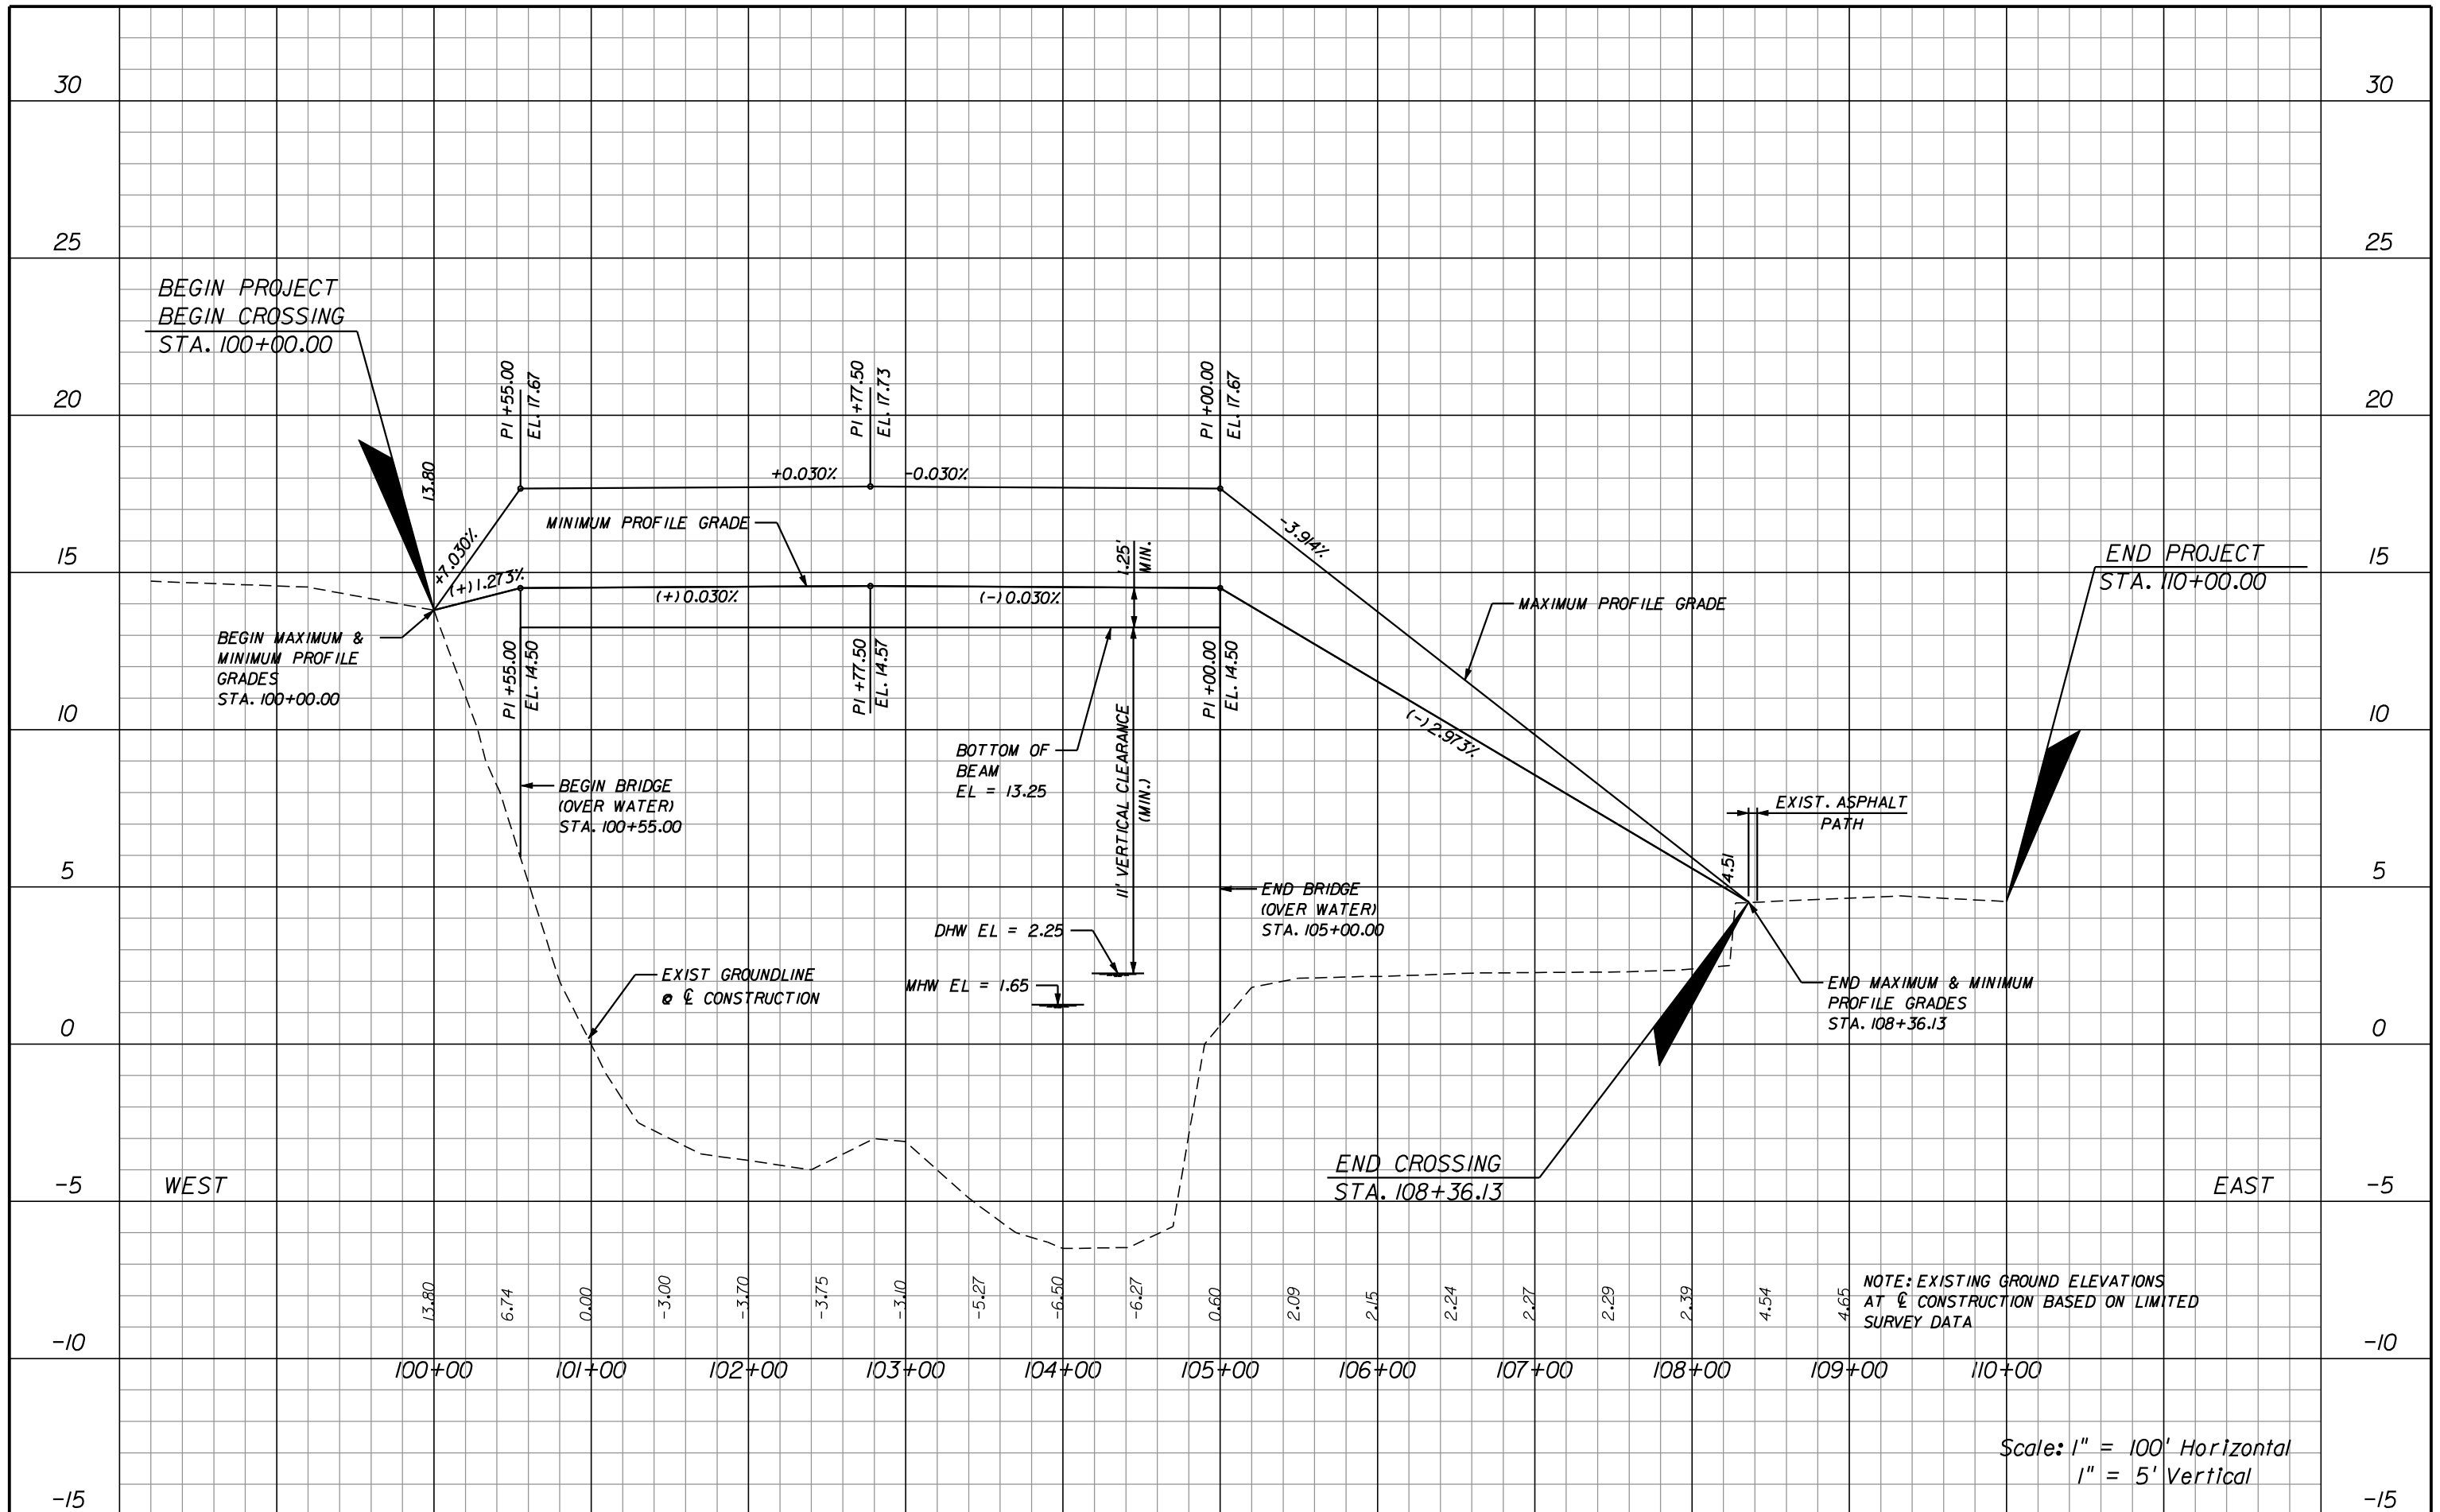 30
30
25
25
BEGIN PROJECT
BEGIN CROSSING
STA. 100+00.00
20
20
PI +55.00
EL. 17.67
PI +77.50
EL. 17.73
PI +00.00
EL. 17.67
13.80
+7.030%
+0.030%
-0.030%
-3.914%
MINIMUM PROFILE GRADE
1.25'
MIN.
15
15
END PROJECT
STA. 110+00.00
(+)1.273%
(+)0.030%
(-)0.030%
MAXIMUM PROFILE GRADE
BEGIN MAXIMUM &
MINIMUM PROFILE
GRADES
STA. 100+00.00
PI +55.00
EL. 14.50
PI +77.50
EL. 14.57
PI +00.00
EL. 14.50
10
10
(-)2.973%
BOTTOM OF
BEAM
EL = 13.25
11' VERTICAL CLEARANCE
(MIN.)
BEGIN BRIDGE
(OVER WATER)
STA. 100+55.00
EXIST. ASPHALT
PATH
4.51
5
5
END BRIDGE
(OVER WATER)
STA. 105+00.00
DHW EL = 2.25
MHW EL = 1.65
EXIST GROUNDLINE
@ ℄ CONSTRUCTION
END MAXIMUM & MINIMUM
PROFILE GRADES
STA. 108+36.13
0
0
END CROSSING
STA. 108+36.13
-5
WEST
EAST
-5
13.80
6.74
0.00
-3.00
-3.70
-3.75
-3.10
-5.27
-6.50
-6.27
0.60
2.09
2.15
2.24
2.27
2.29
2.39
4.54
4.65
NOTE: EXISTING GROUND ELEVATIONS
AT ℄ CONSTRUCTION BASED ON LIMITED
SURVEY DATA
-10
-10
100+00
101+00
102+00
103+00
104+00
105+00
106+00
107+00
108+00
109+00
110+00
Scale: 1" = 100' Horizontal
1" = 5' Vertical
-15
-15